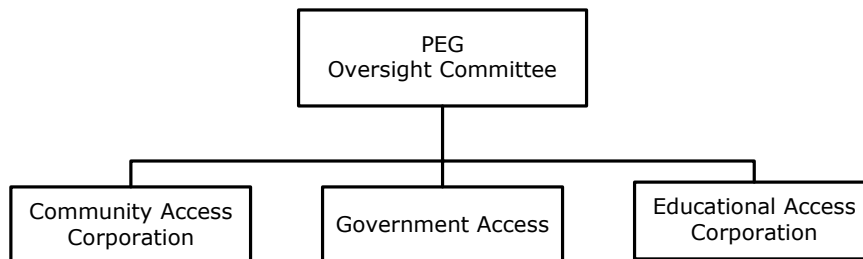 PEG
Oversight Committee
Community Access
Corporation
Government Access
Educational Access
Corporation